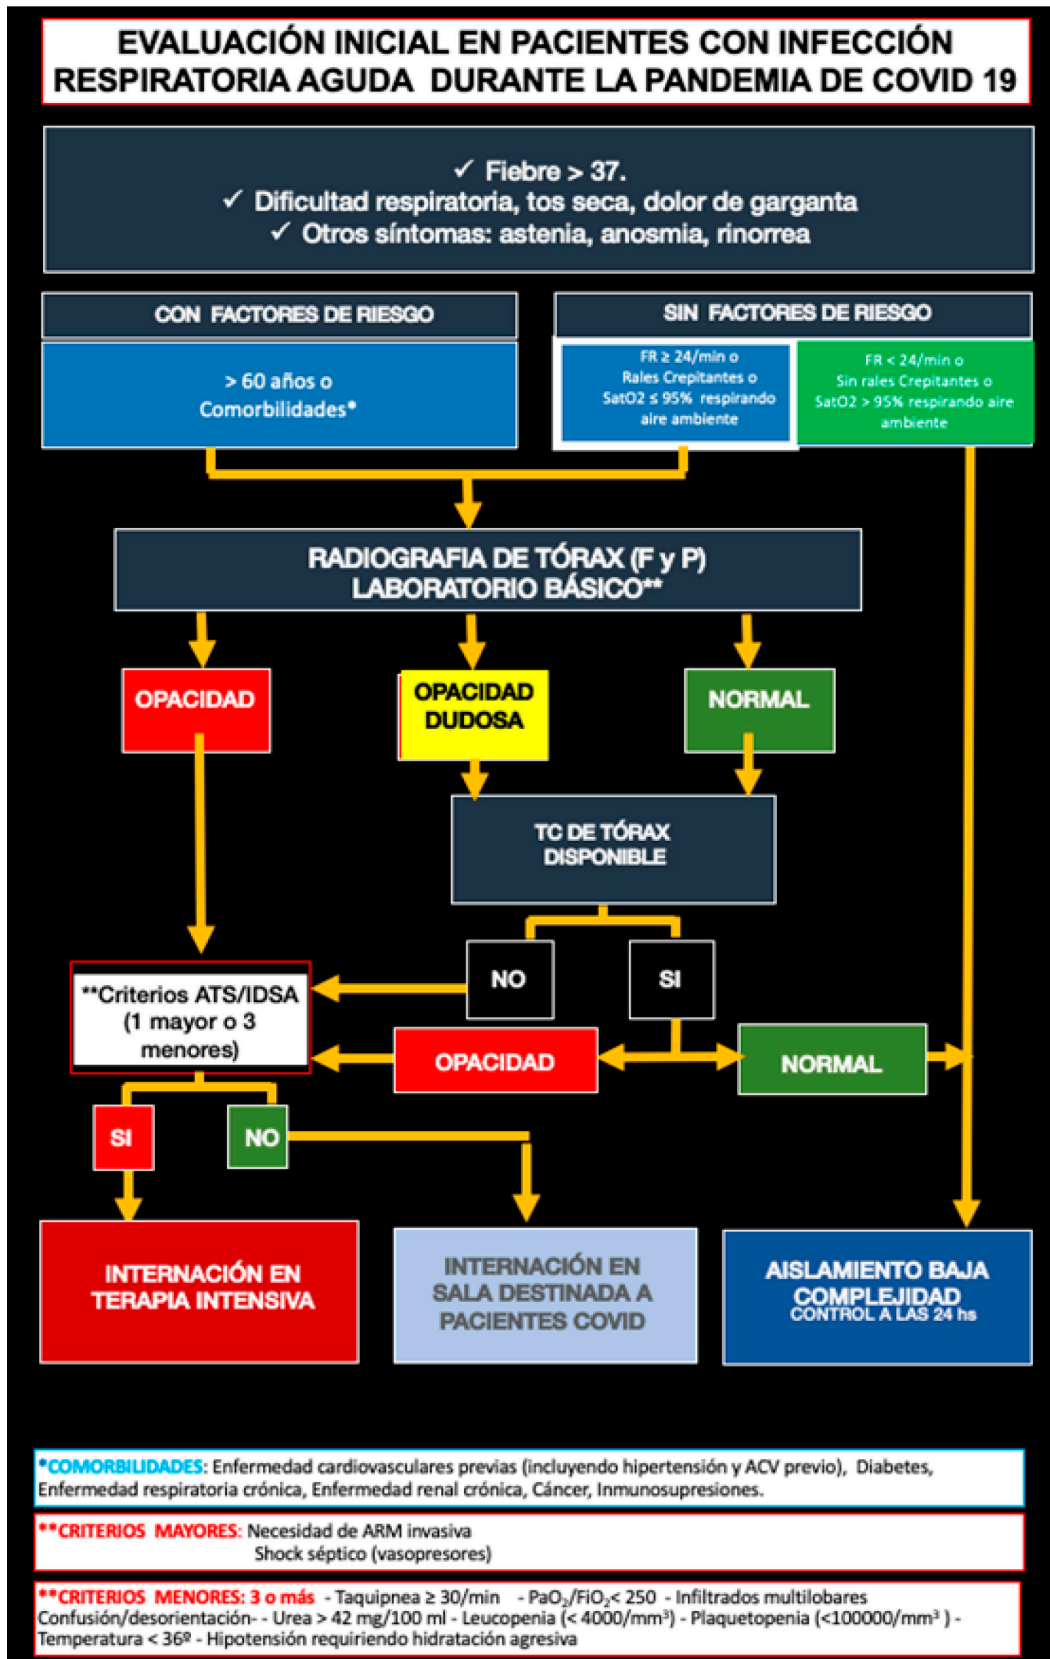 EVALUACIÓN INICIAL EN PACIENTES CON INFECCIÓN
RESPIRATORIA AGUDA DURANTE LA PANDEMIA DE COVID 19
✓ Fiebre > 37.
✓ Dificultad respiratoria, tos seca, dolor de garganta
✓ Otros síntomas: astenia, anosmia, rinorrea
CON FACTORES DE RIESGO
> 60 años o
Comorbilidades*
SIN FACTORES DE RIESGO
FR ≥ 24/min o
Rales Crepitantes o
SatO2 ≤ 95% respirando
aire ambiente
FR < 24/min o
Sin rales Crepitantes o
SatO2 > 95% respirando aire
ambiente
RADIOGRAFIA DE TÓRAX (F y P)
LABORATORIO BÁSICO**
OPACIDAD
OPACIDAD
DUDOSA
NORMAL
TC DE TÓRAX
DISPONIBLE
NO
SI
**Criterios ATS/IDSA
(1 mayor o 3
menores)
OPACIDAD
NORMAL
SI
NO
INTERNACIÓN EN
TERAPIA INTENSIVA
INTERNACIÓN EN
SALA DESTINADA A
PACIENTES COVID
AISLAMIENTO BAJA
COMPLEJIDAD
CONTROL A LAS 24 hs
*COMORBILIDADES: Enfermedad cardiovasculares previas (incluyendo hipertensión y ACV previo), Diabetes,
Enfermedad respiratoria crónica, Enfermedad renal crónica, Cáncer, Inmunosupresiones.
**CRITERIOS MAYORES: Necesidad de ARM invasiva
Shock séptico (vasopresores)
**CRITERIOS MENORES: 3 o más - Taquipnea ≥ 30/min - PaO₂/FiO₂< 250 - Infiltrados multilobares
Confusión/desorientación- - Urea > 42 mg/100 ml - Leucopenia (< 4000/mm³) - Plaquetopenia (<100000/mm³ ) -
Temperatura < 36º - Hipotensión requiriendo hidratación agresiva